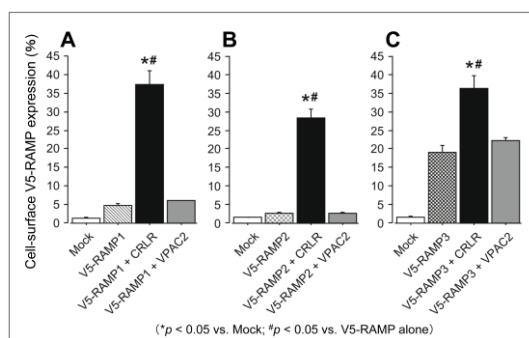 Cell-surface V5-RAMP expression (%)
A
45
40
35
30
25
20
15
10
5
0
*#
Mock
V5-RAMP1
V5-RAMP1 + CRLR
V5-RAMP1 + VPAC2
B
45
40
35
30
25
20
15
10
5
0
*#
Mock
V5-RAMP2
V5-RAMP2 + CRLR
V5-RAMP2 + VPAC2
C
45
40
35
30
25
20
15
10
5
0
*#
Mock
V5-RAMP3
V5-RAMP3 + CRLR
V5-RAMP3 + VPAC2
(*p < 0.05 vs. Mock; #p < 0.05 vs. V5-RAMP alone)